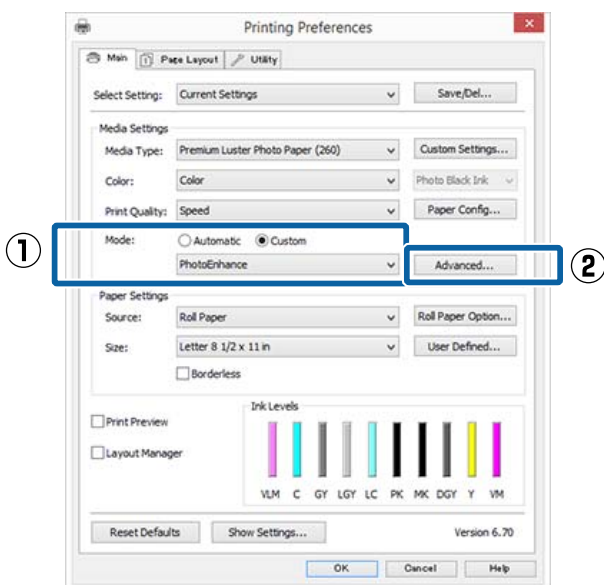 Printing Preferences
Main Page Layout Utility
Select Setting: Current Settings Save/Del...
Media Settings
Media Type: Premium Luster Photo Paper (260) Custom Settings...
Color: Color Photo Black Ink
Print Quality: Speed Paper Config...
Mode: Automatic Custom
① PhotoEnhance Advanced... ②
Paper Settings
Source: Roll Paper Roll Paper Option...
Size: Letter 8 1/2 x 11 in User Defined...
Borderless
Ink Levels
Print Preview
Layout Manager
VLM C GY LGY LC PK MK DGY Y VM
Reset Defaults Show Settings... Version 6.70
OK Cancel Help